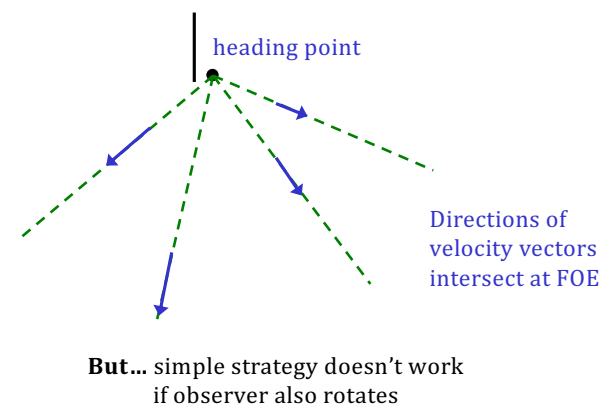 heading point
Directions of
velocity vectors
intersect at FOE
But... simple strategy doesn’t work
if observer also rotates